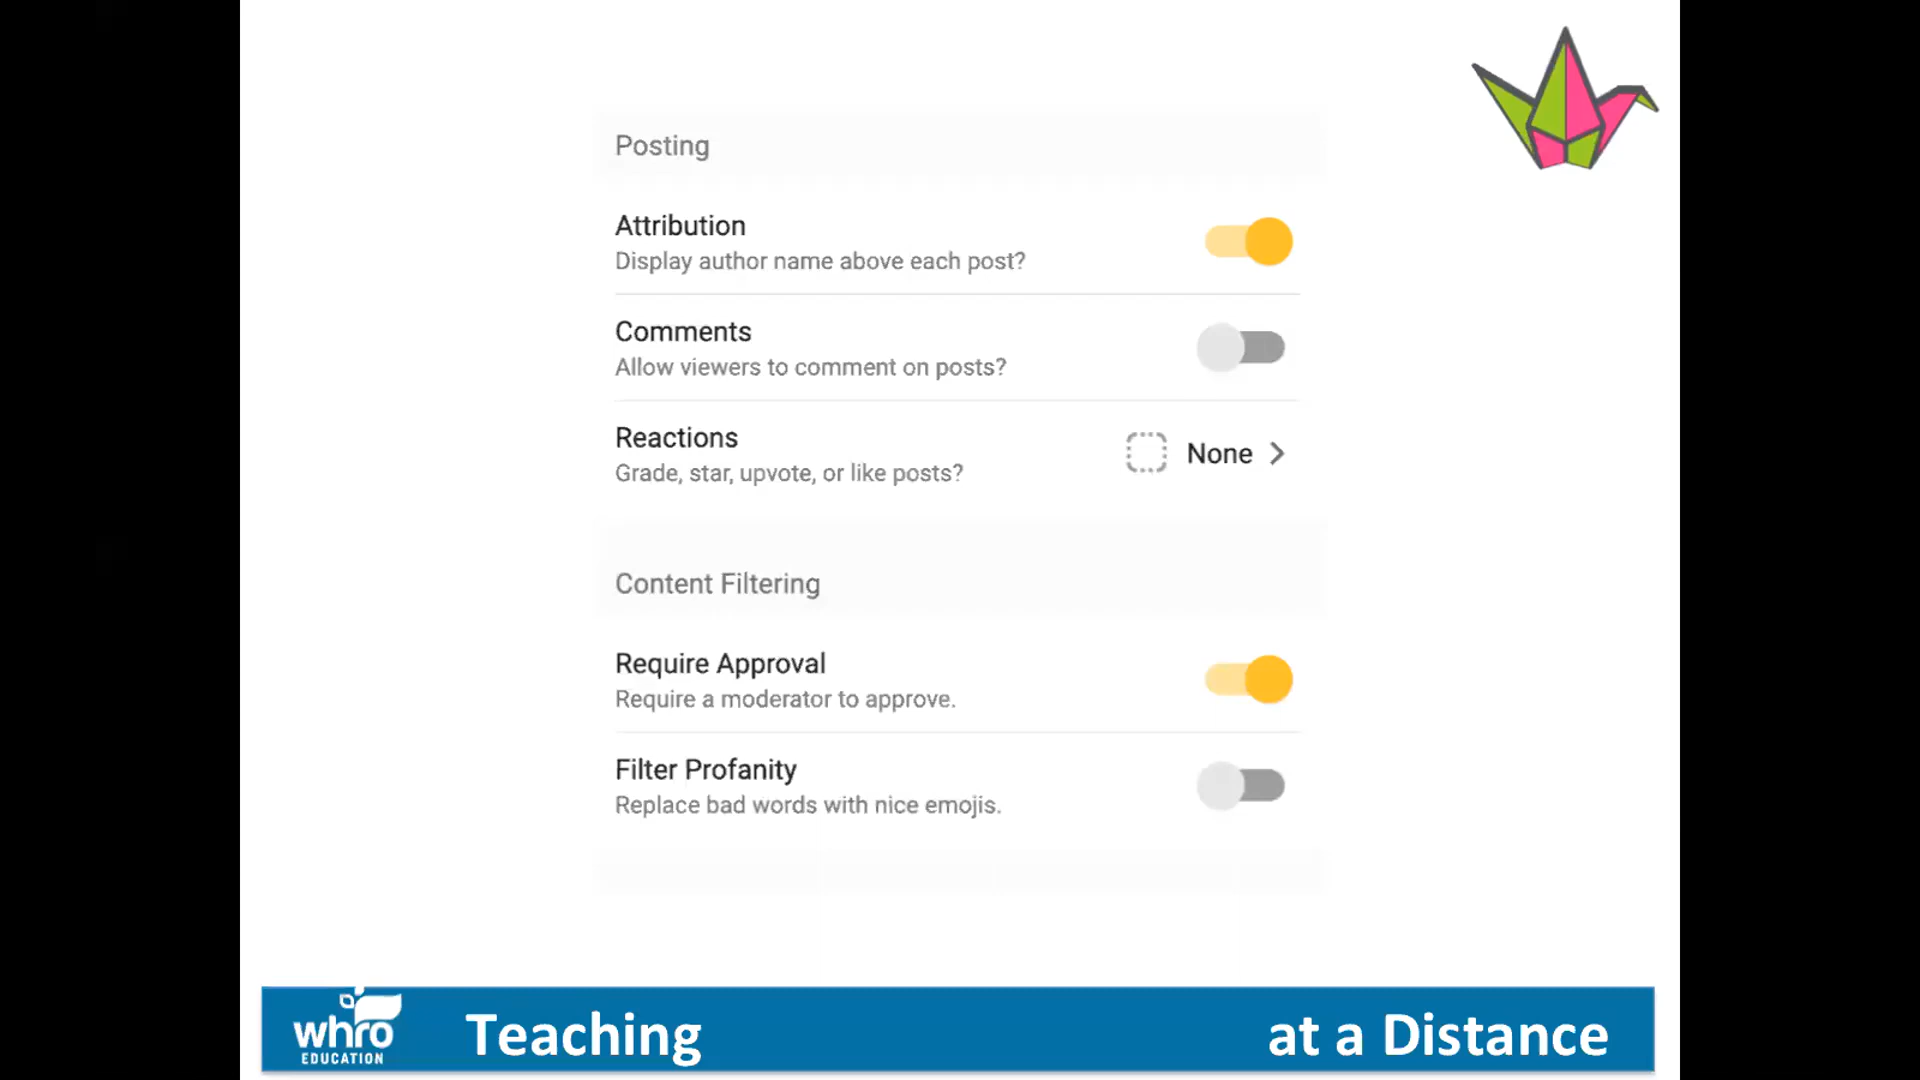 Posting
Attribution
Display author name above each post?
Comments
Allow viewers to comment on posts?
Reactions
Grade, star, upvote, or like posts?
None
Content Filtering
Require Approval
Require a moderator to approve.
Filter Profanity
Replace bad words with nice emojis.
whro
EDUCATION
Teaching at a Distance